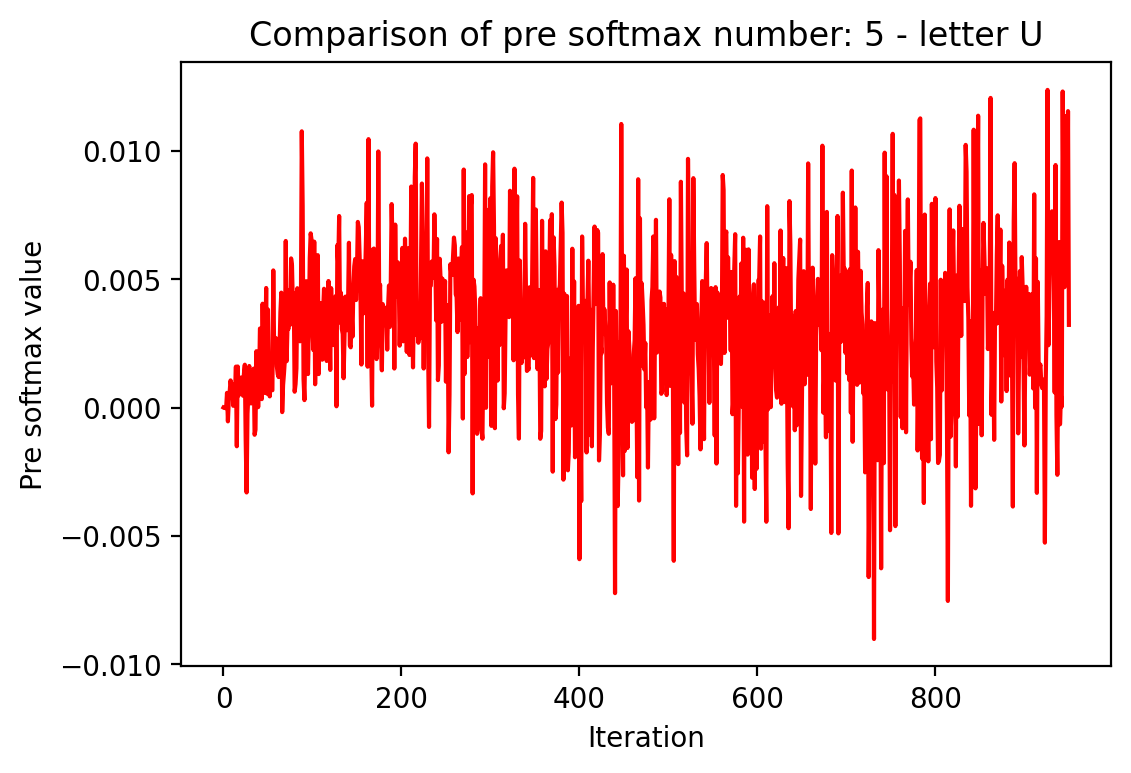 Comparison of pre softmax number: 5 - letter U
Pre softmax value
0.010
0.005
0.000
−0.005
−0.010
0 200 400 600 800
Iteration